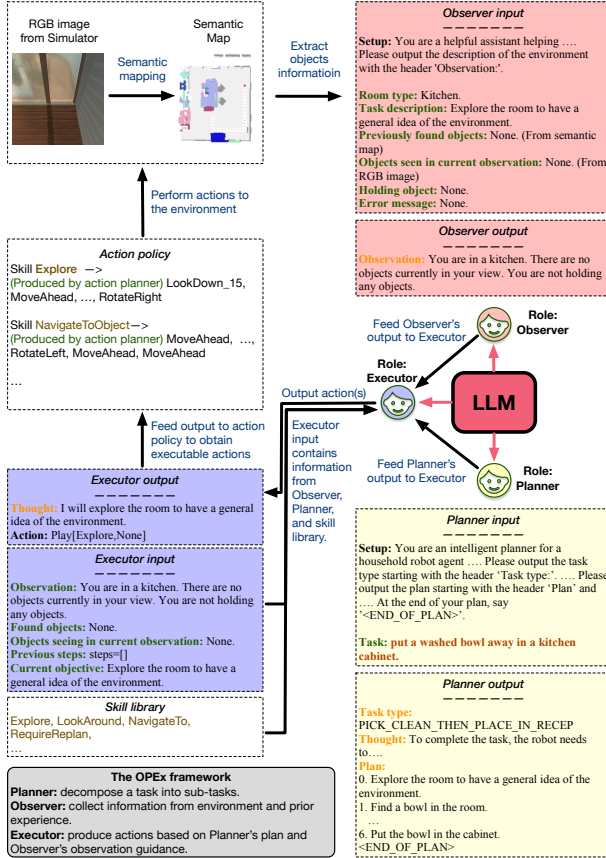 RGB image
from Simulator
Semantic
Map
Semantic
mapping
Extract
objects
informatioin
Perform actions to
the environment
Action policy
— — — — — — —
Skill Explore —>
(Produced by action planner) LookDown_15,
MoveAhead, …, RotateRight
Skill NavigateToObject—>
(Produced by action planner) MoveAhead, …,
RotateLeft, MoveAhead, MoveAhead
…
Feed output to action
policy to obtain
executable actions
Executor output
— — — — — — —
Thought: I will explore the room to have a general
idea of the environment.
Action: Play[Explore,None]
Executor input
— — — — — — —
Observation: You are in a kitchen. There are no
objects currently in your view. You are not holding
any objects.
Found objects: None.
Objects seeing in current observation: None.
Previous steps: steps=[]
Current objective: Explore the room to have a
general idea of the environment.
Skill library
— — — — — — —
Explore, LookAround, NavigateTo,
RequireReplan,
…
The OPEx framework
Planner: decompose a task into sub-tasks.
Observer: collect information from environment and prior
experience.
Executor: produce actions based on Planner's plan and
Observer's observation guidance.
Observer input
— — — — — — —
Setup: You are a helpful assistant helping ….
Please output the description of the environment
with the header 'Observation:'.
Room type: Kitchen.
Task description: Explore the room to have a
general idea of the environment.
Previously found objects: None. (From semantic
map)
Objects seen in current observation: None. (From
RGB image)
Holding object: None.
Error message: None.
Observer output
— — — — — — —
Observation: You are in a kitchen. There are no
objects currently in your view. You are not holding
any objects.
Feed Observer's
output to Executor
Role:
Observer
Role:
Executor
Output action(s)
LLM
Executor
input
contains
information
from
Observer,
Planner,
and skill
library.
Feed Planner's
output to Executor
Role:
Planner
Planner input
— — — — — — —
Setup: You are an intelligent planner for a
household robot agent …. Please output the task
type starting with the header ‘Task type:’. …. Please
output the plan starting with the header ‘Plan’ and
…. At the end of your plan, say
‘<END_OF_PLAN>’.
Task: put a washed bowl away in a kitchen
cabinet.
Planner output
— — — — — — —
Task type:
PICK_CLEAN_THEN_PLACE_IN_RECEP
Thought: To complete the task, the robot needs
to….
Plan:
0. Explore the room to have a general idea of the
environment.
1. Find a bowl in the room.
…
6. Put the bowl in the cabinet.
<END_OF_PLAN>